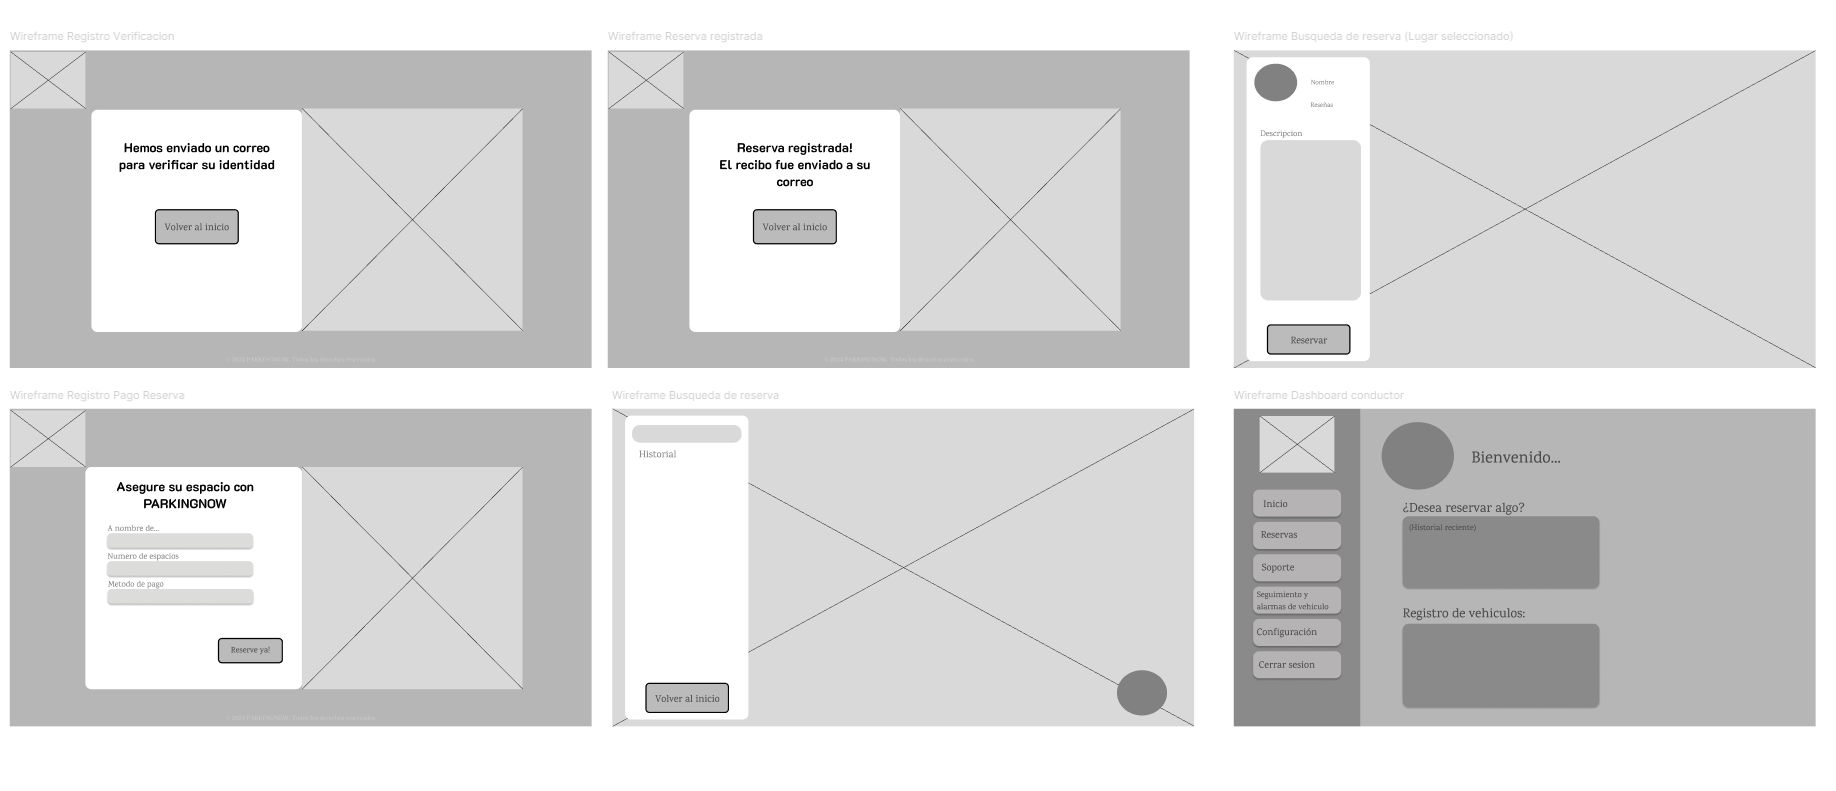 Wireframe Registro Verificacion
Hemos enviado un correo
para verificar su identidad
Volver al inicio
© 2024 PARKINGNOW. Todos los derechos reservados.
Wireframe Reserva registrada
Reserva registrada!
El recibo fue enviado a su
correo
Volver al inicio
© 2024 PARKINGNOW. Todos los derechos reservados.
Wireframe Busqueda de reserva (Lugar seleccionado)
Nombre
Reseñas
Descripcion
Reservar
Wireframe Registro Pago Reserva
Asegure su espacio con
PARKINGNOW
A nombre de...
Numero de espacios
Metodo de pago
Reserve ya!
© 2024 PARKINGNOW. Todos los derechos reservados.
Wireframe Busqueda de reserva
Historial
Volver al inicio
Wireframe Dashboard conductor
Bienvenido...
Inicio
Reservas
Soporte
Seguimiento y
alarmas de vehiculo
Configuración
Cerrar sesion
¿Desea reservar algo?
(Historial reciente)
Registro de vehiculos: